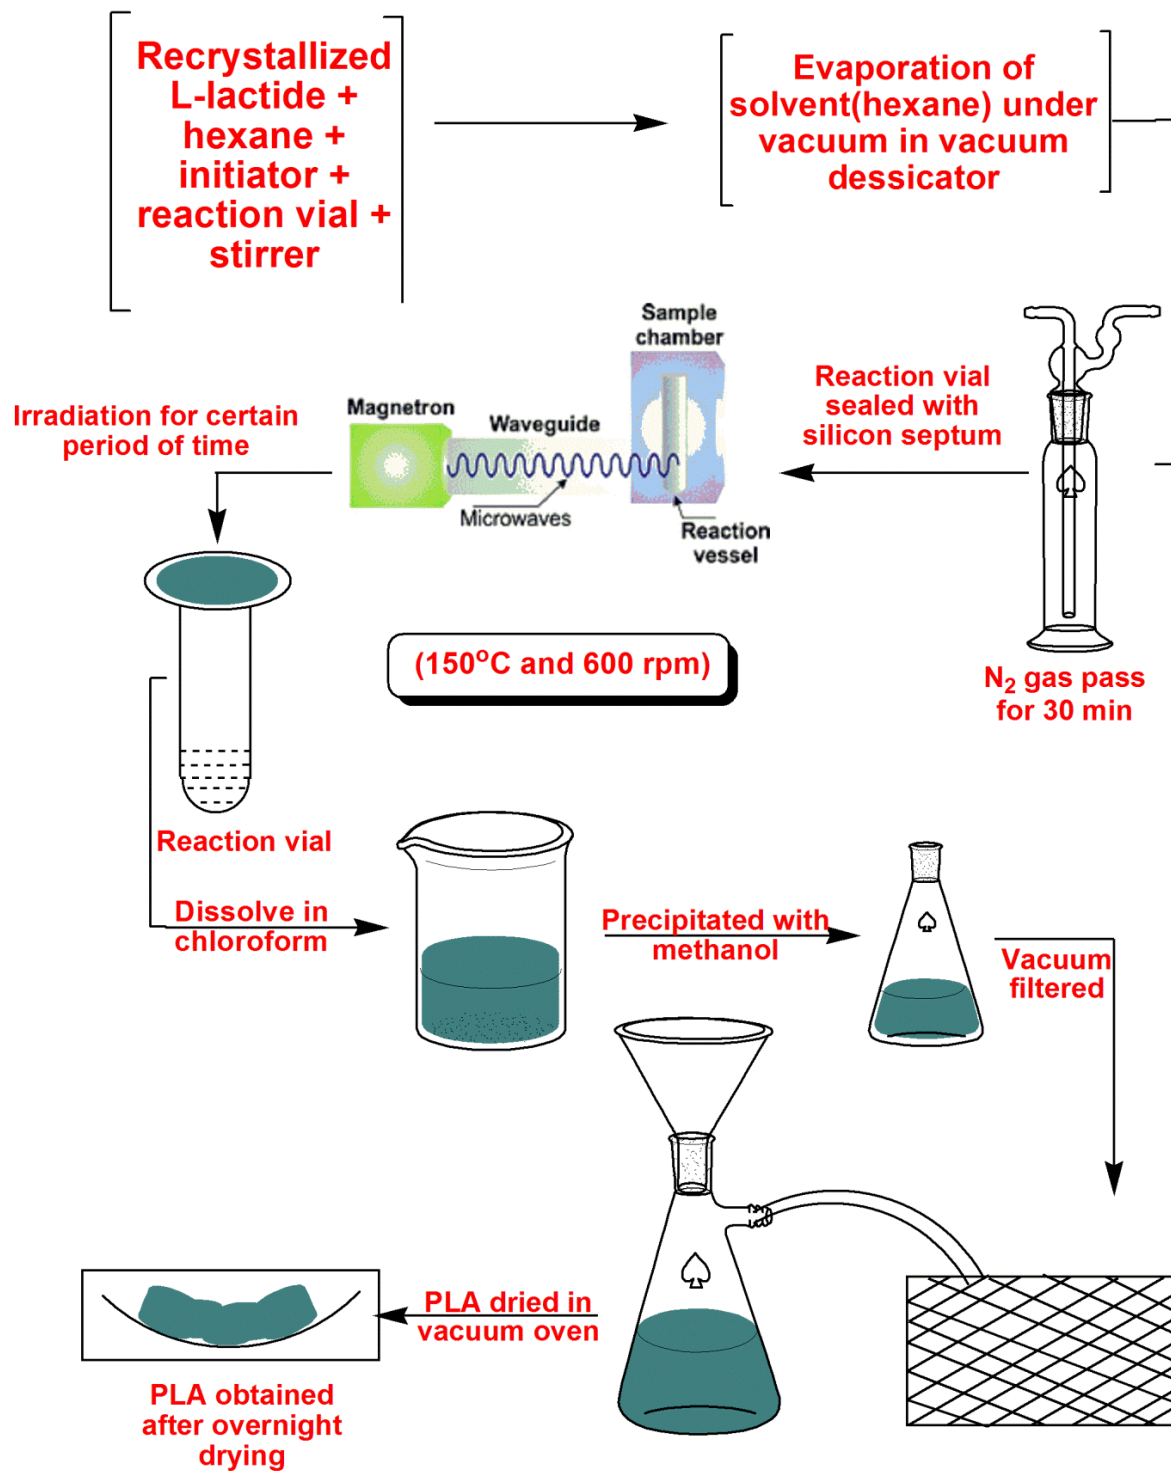 Recrystallized
L-lactide +
hexane +
initiator +
reaction vial +
stirrer
Evaporation of
solvent(hexane) under
vacuum in vacuum
dessicator
N2 gas pass
for 30 min
Reaction vial
sealed with
silicon septum
Sample
chamber
Magnetron
Waveguide
Microwaves
Reaction
vessel
(150oC and 600 rpm)
Irradiation for certain
period of time
Reaction vial
Dissolve in
chloroform
Precipitated with
methanol
Vacuum
filtered
PLA dried in
vacuum oven
PLA obtained
after overnight
drying